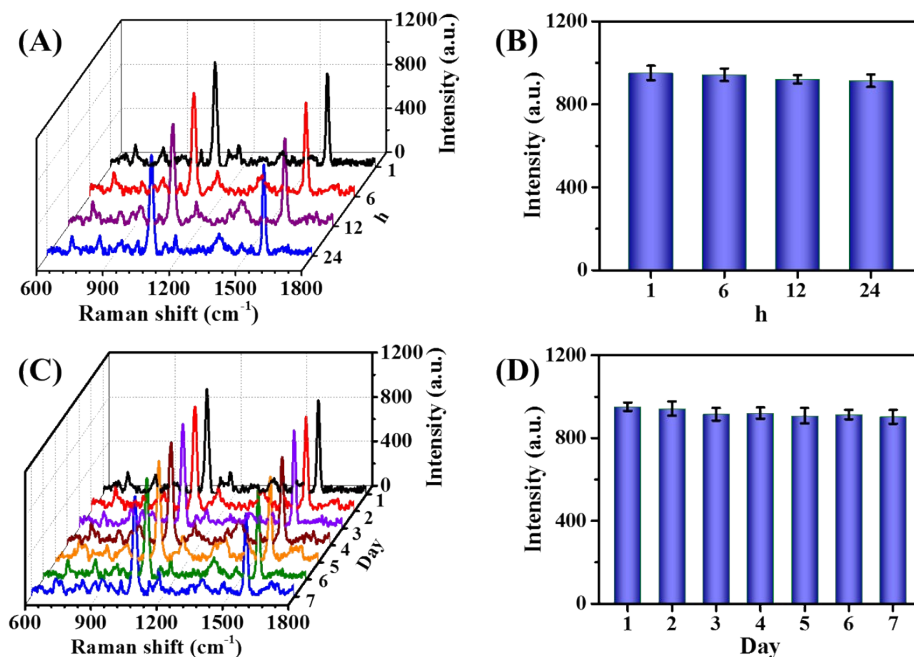 (A)
1200
800
400
0
Intensity (a.u.)
1
6
12
24
h
600 900 1200 1500 1800
Raman shift (cm⁻¹)
(B)
1200
800
400
0
Intensity (a.u.)
1 6 12 24
h
(C)
1200
800
400
0
Intensity (a.u.)
1
2
3
4
5
6
7
Day
600 900 1200 1500 1800
Raman shift (cm⁻¹)
(D)
1200
900
600
300
0
Intensity (a.u.)
1 2 3 4 5 6 7
Day